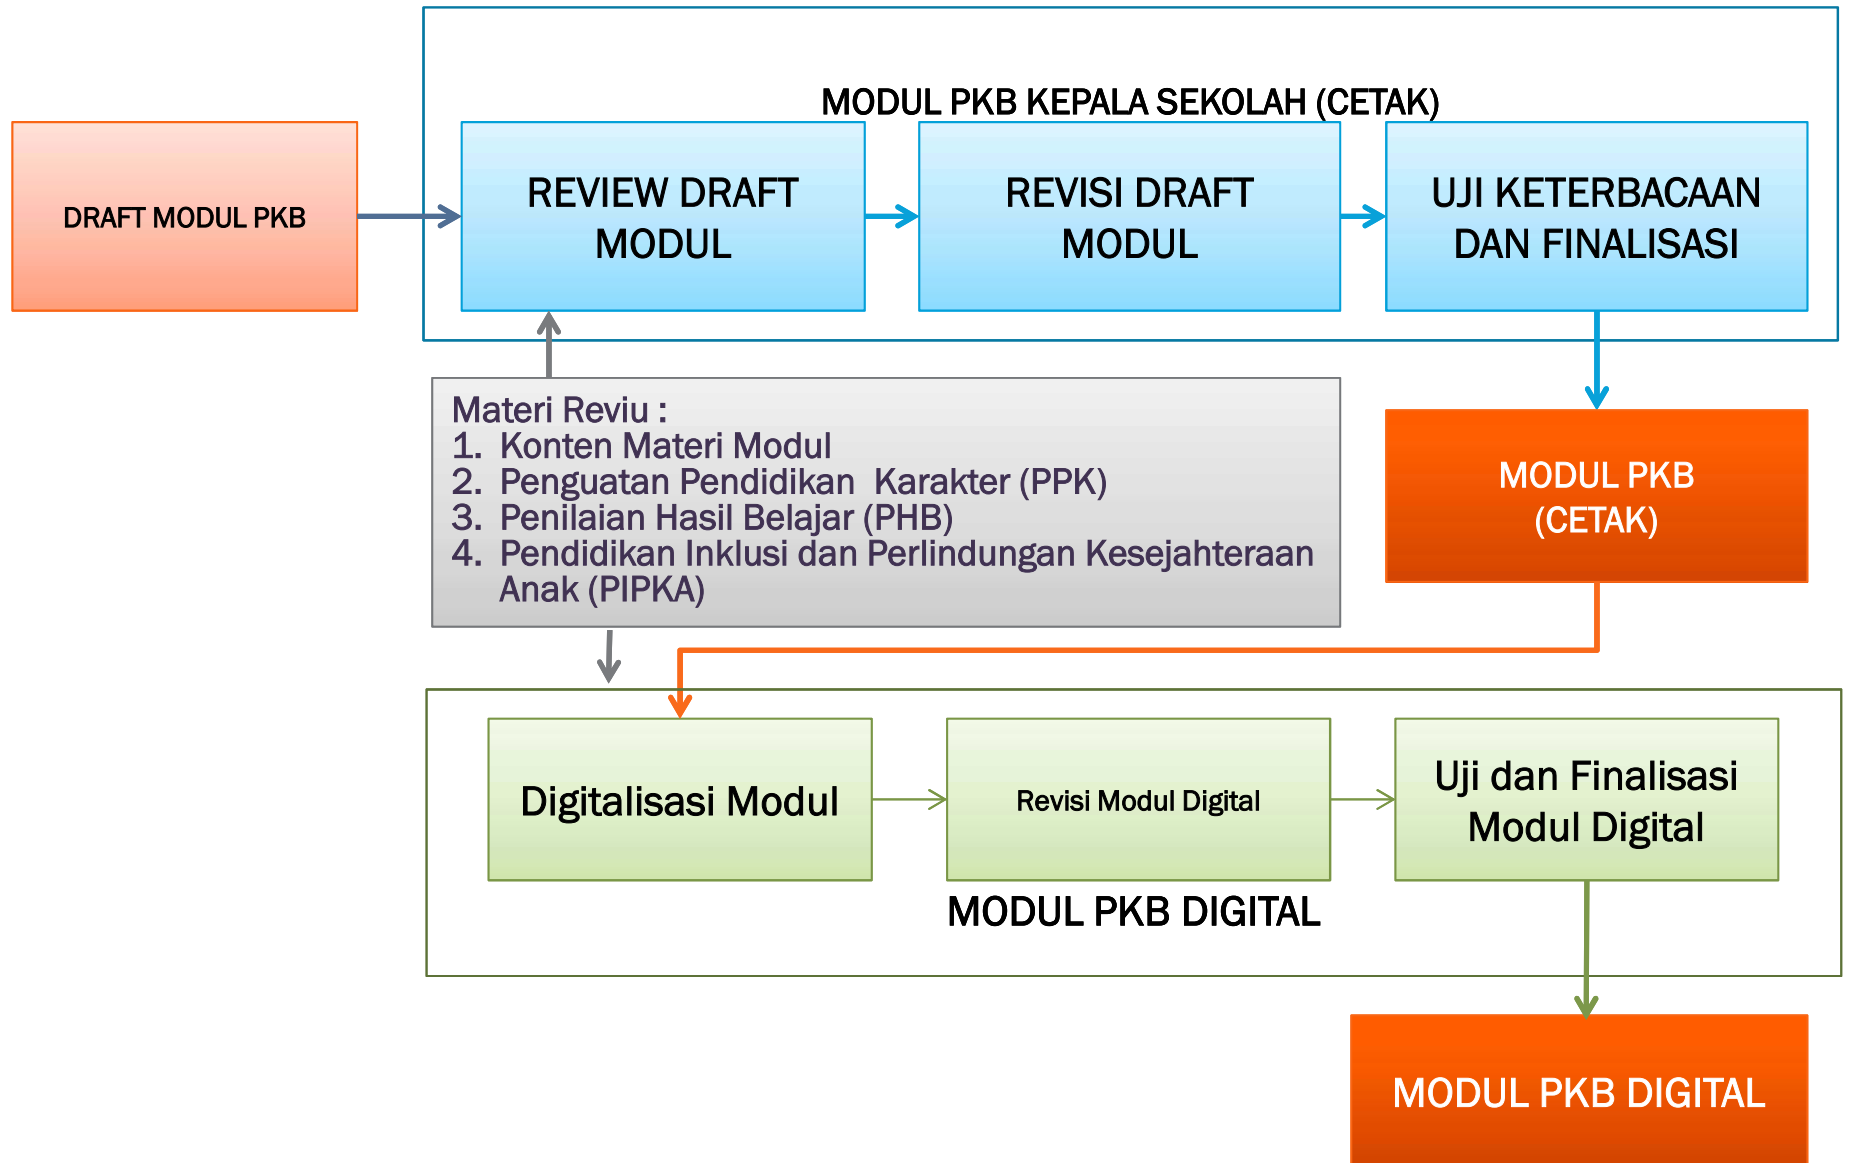 MODUL PKB KEPALA SEKOLAH (CETAK)
DRAFT MODUL PKB
REVIEW DRAFT
MODUL
REVISI DRAFT
MODUL
UJI KETERBACAAN
DAN FINALISASI
Materi Reviu :
1. Konten Materi Modul
2. Penguatan Pendidikan  Karakter (PPK)
3. Penilaian Hasil Belajar (PHB)
4. Pendidikan Inklusi dan Perlindungan Kesejahteraan
Anak (PIPKA)
MODUL PKB
(CETAK)
Digitalisasi Modul
Revisi Modul Digital
Uji dan Finalisasi
Modul Digital
MODUL PKB DIGITAL
MODUL PKB DIGITAL